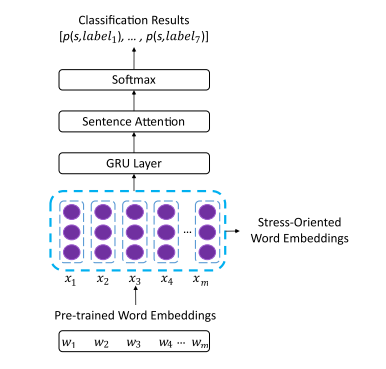 Classification Results
[p(s,label₁), … , p(s,label₇)]
Softmax
Sentence Attention
GRU Layer
...
Stress-Oriented
Word Embeddings
x₁ x₂ x₃ x₄ xₘ
Pre-trained Word Embeddings
w₁ w₂ w₃ w₄ ⋯ wₘ